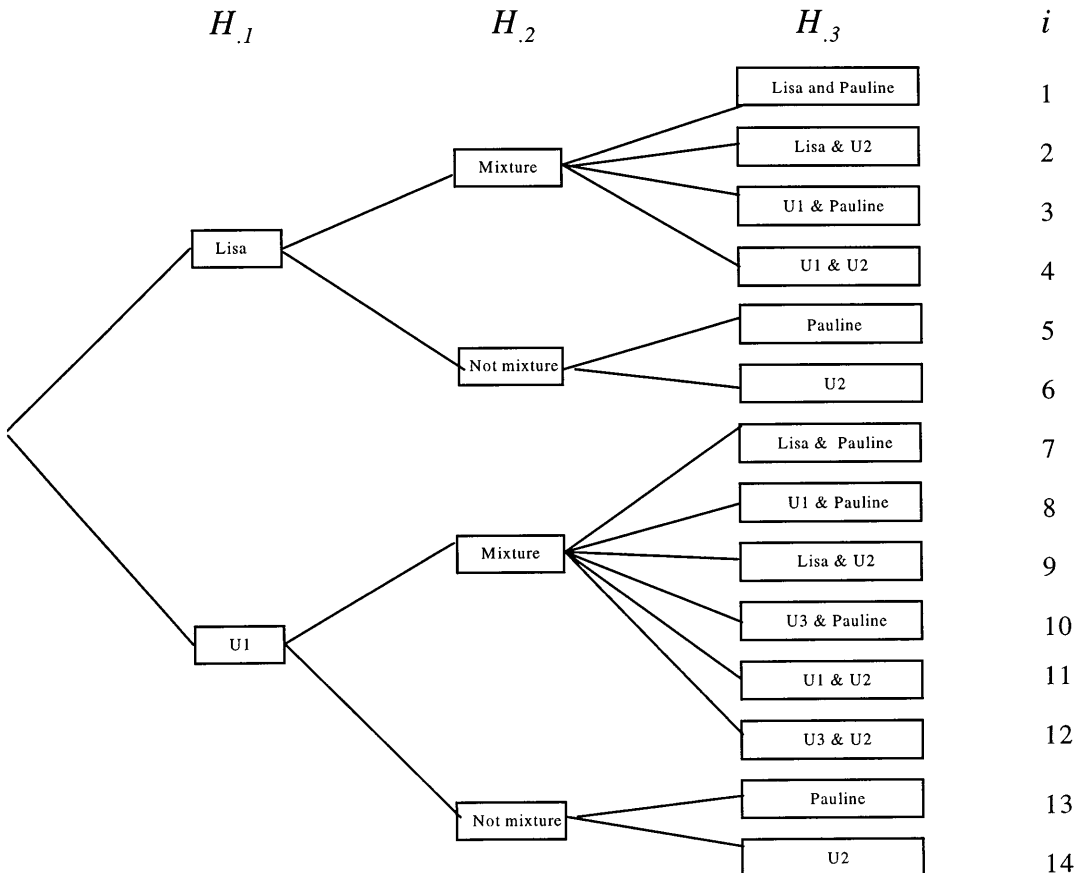 H.1 H.2 H.3 i
Lisa and Pauline 1
Lisa & U2 2
Mixture
U1 & Pauline 3
Lisa
U1 & U2 4
Pauline 5
Not mixture
U2 6
Lisa & Pauline 7
U1 & Pauline 8
Mixture
Lisa & U2 9
U1
U3 & Pauline 10
U1 & U2 11
U3 & U2 12
Pauline 13
Not mixture
U2 14